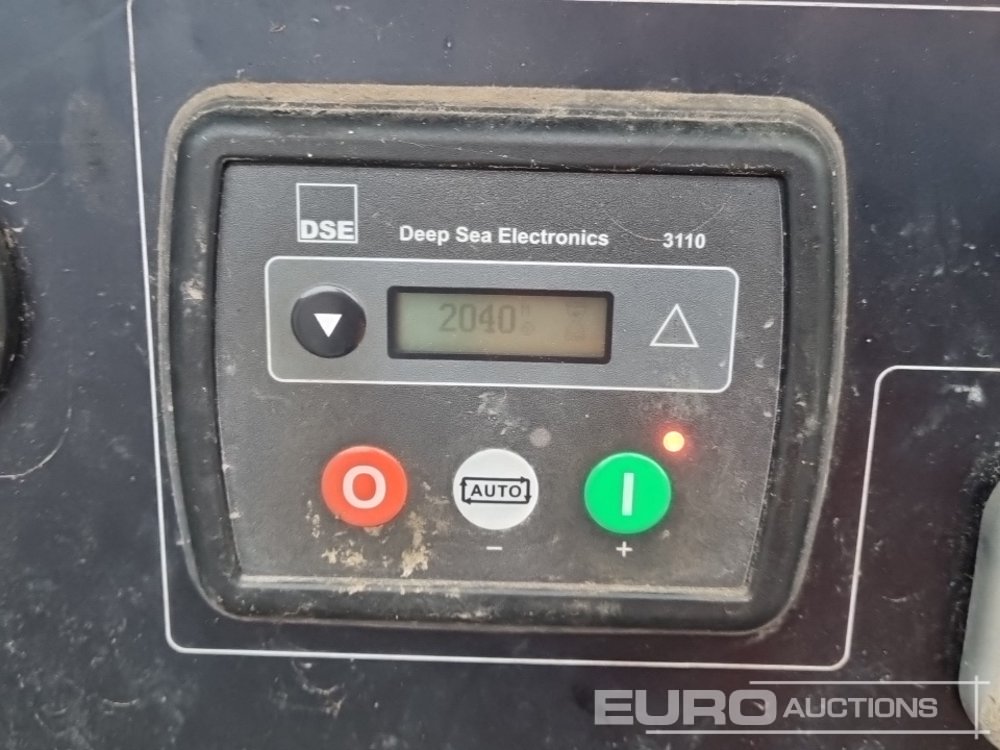 DSE
Deep Sea Electronics 3110
2040
O AUTO I
- +
EURO AUCTIONS